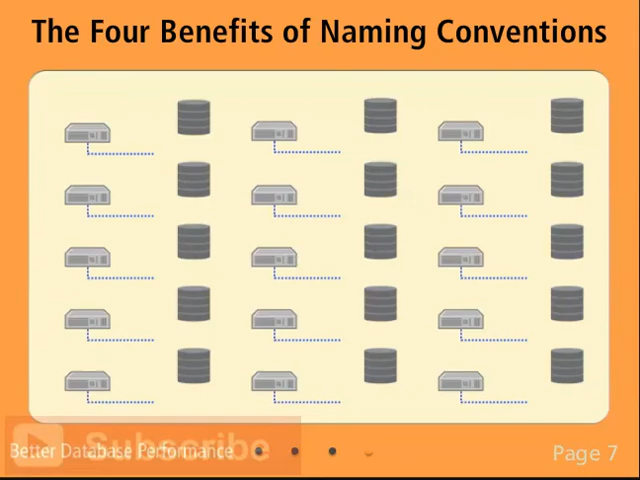 The Four Benefits of Naming Conventions
Subscribe
Better Database Performance
Page 7